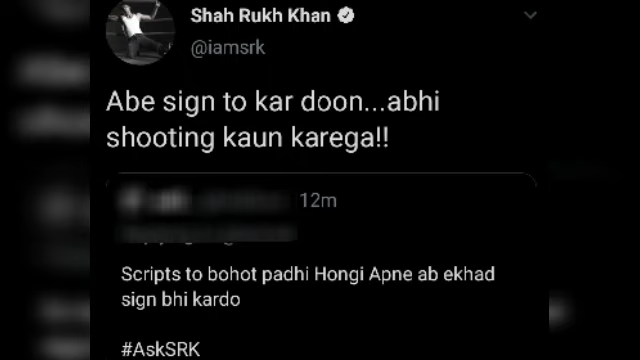 Shah Rukh Khan
@iamsrk
Abe sign to kar doon...abhi
shooting kaun karega!!
12m
Scripts to bohot padhi Hongi Apne ab ekhad
sign bhi kardo
#AskSRK